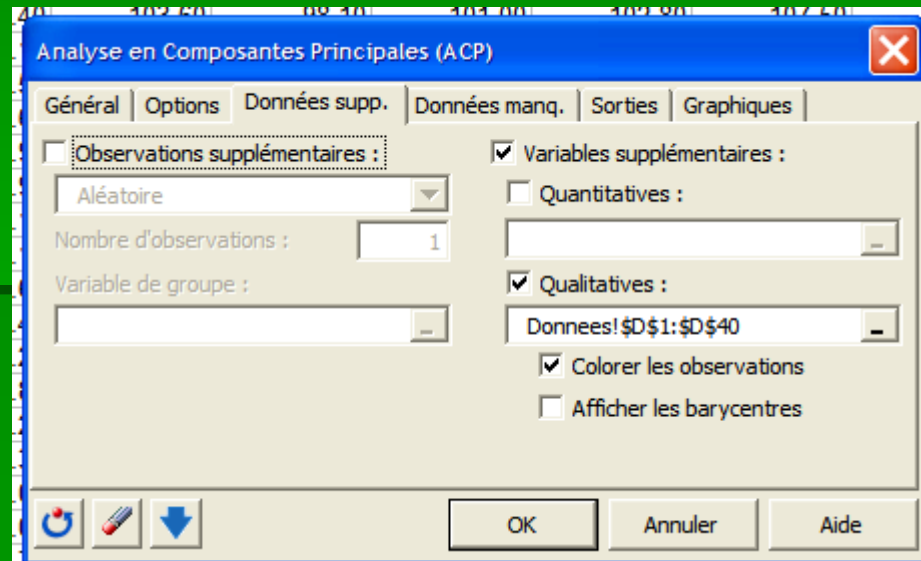 Analyse en Composantes Principales (ACP)
Général Options Données supp. Données manq. Sorties Graphiques
Observations supplémentaires :
Aléatoire
Nombre d'observations : 1
Variable de groupe :
Variables supplémentaires :
Quantitatives :
Qualitatives :
Donnees!$D$1:$D$40
Colorer les observations
Afficher les barycentres
OK Annuler Aide